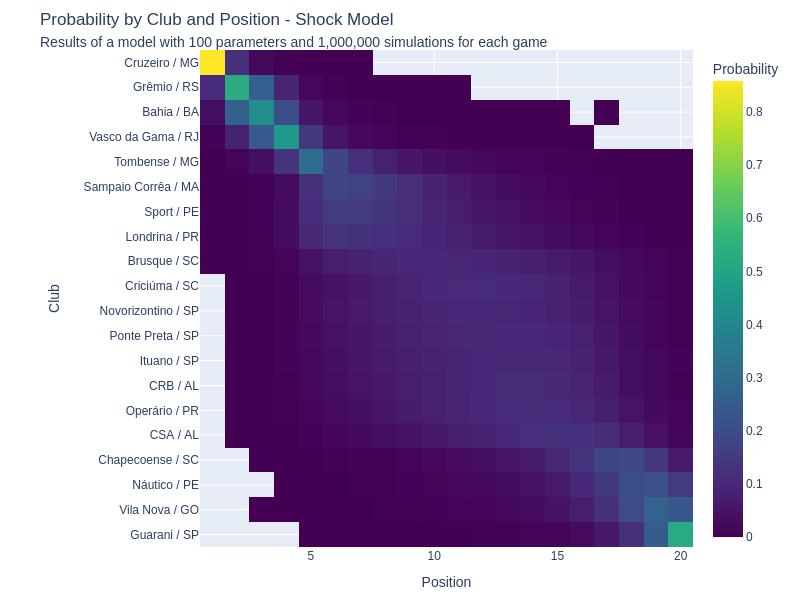 Probability by Club and Position - Shock Model
Results of a model with 100 parameters and 1,000,000 simulations for each game
Probability
Cruzeiro / MG
Grêmio / RS
Bahia / BA
Vasco da Gama / RJ
Tombense / MG
Sampaio Corrêa / MA
Sport / PE
Londrina / PR
Brusque / SC
Criciúma / SC
Novorizontino / SP
Ponte Preta / SP
Ituano / SP
CRB / AL
Operário / PR
CSA / AL
Chapecoense / SC
Náutico / PE
Vila Nova / GO
Guarani / SP
Club
5 10 15 20
Position
0.8
0.7
0.6
0.5
0.4
0.3
0.2
0.1
0